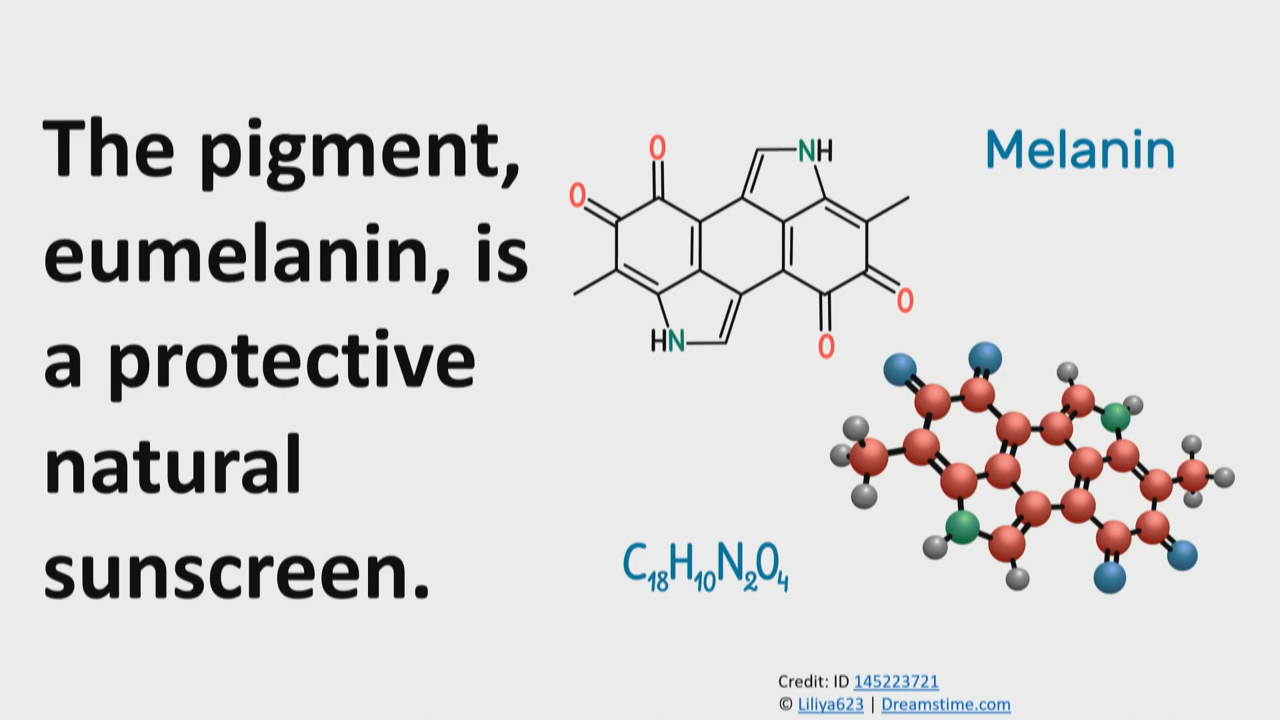 The pigment,
eumelanin, is
a protective
natural
sunscreen.
Melanin
O
O
NH
HN
O
O
C₁₈H₁₀N₂O₄
Credit: ID 145223721
© Liliya623 | Dreamstime.com